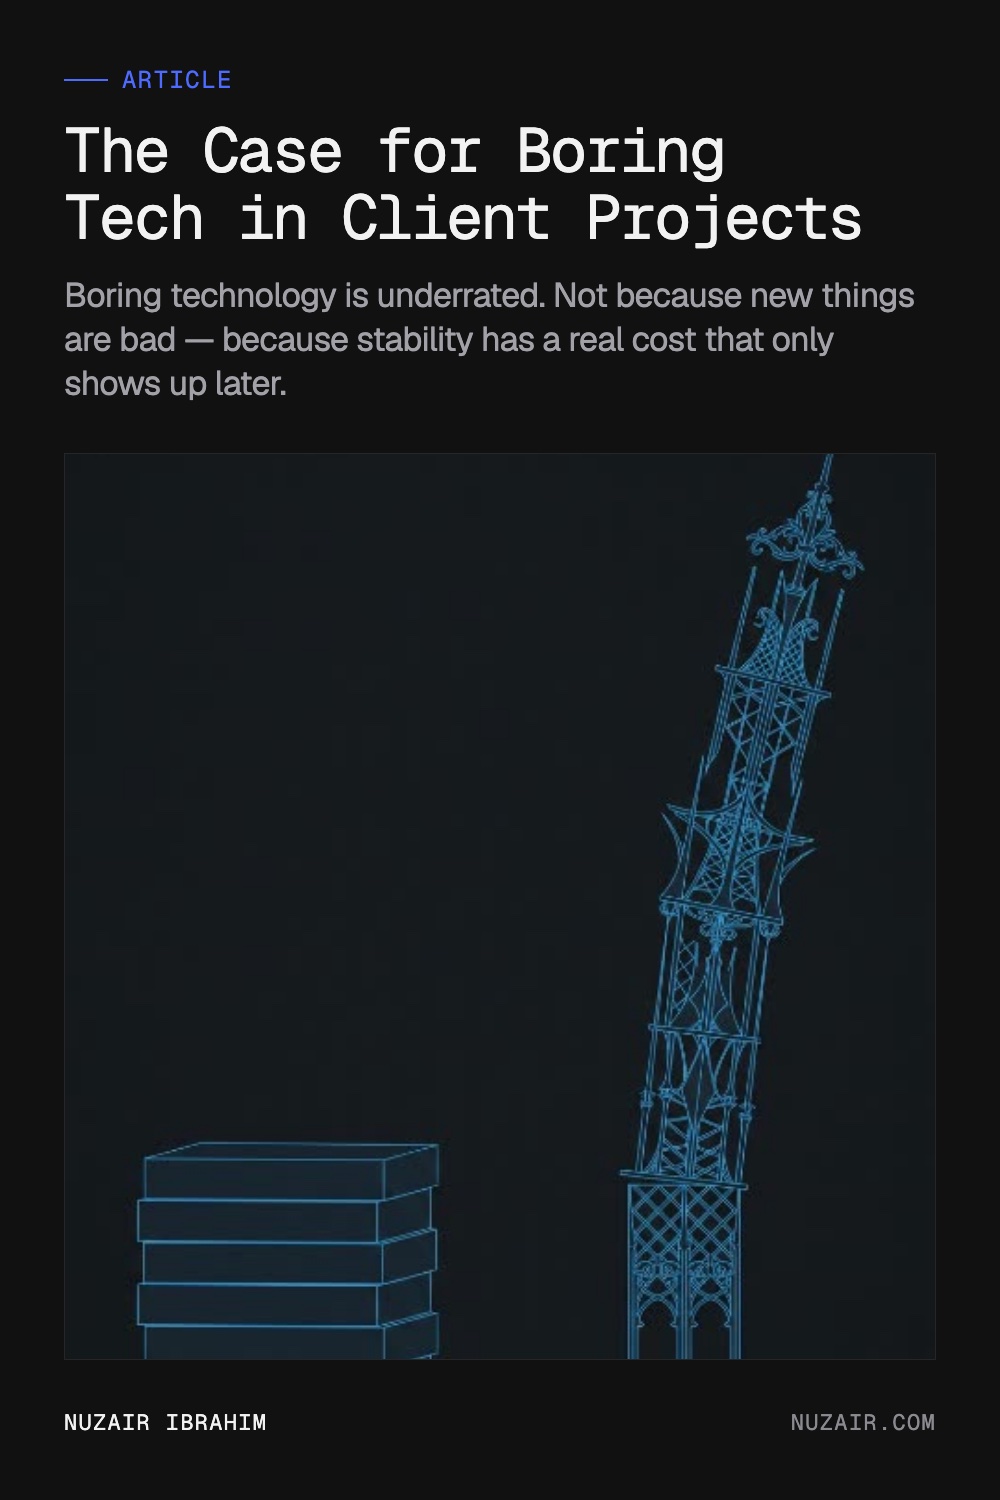 ARTICLE
The Case for Boring
Tech in Client Projects
Boring technology is underrated. Not because new things
are bad — because stability has a real cost that only
shows up later.
NUZAIR IBRAHIM
NUZAIR.COM